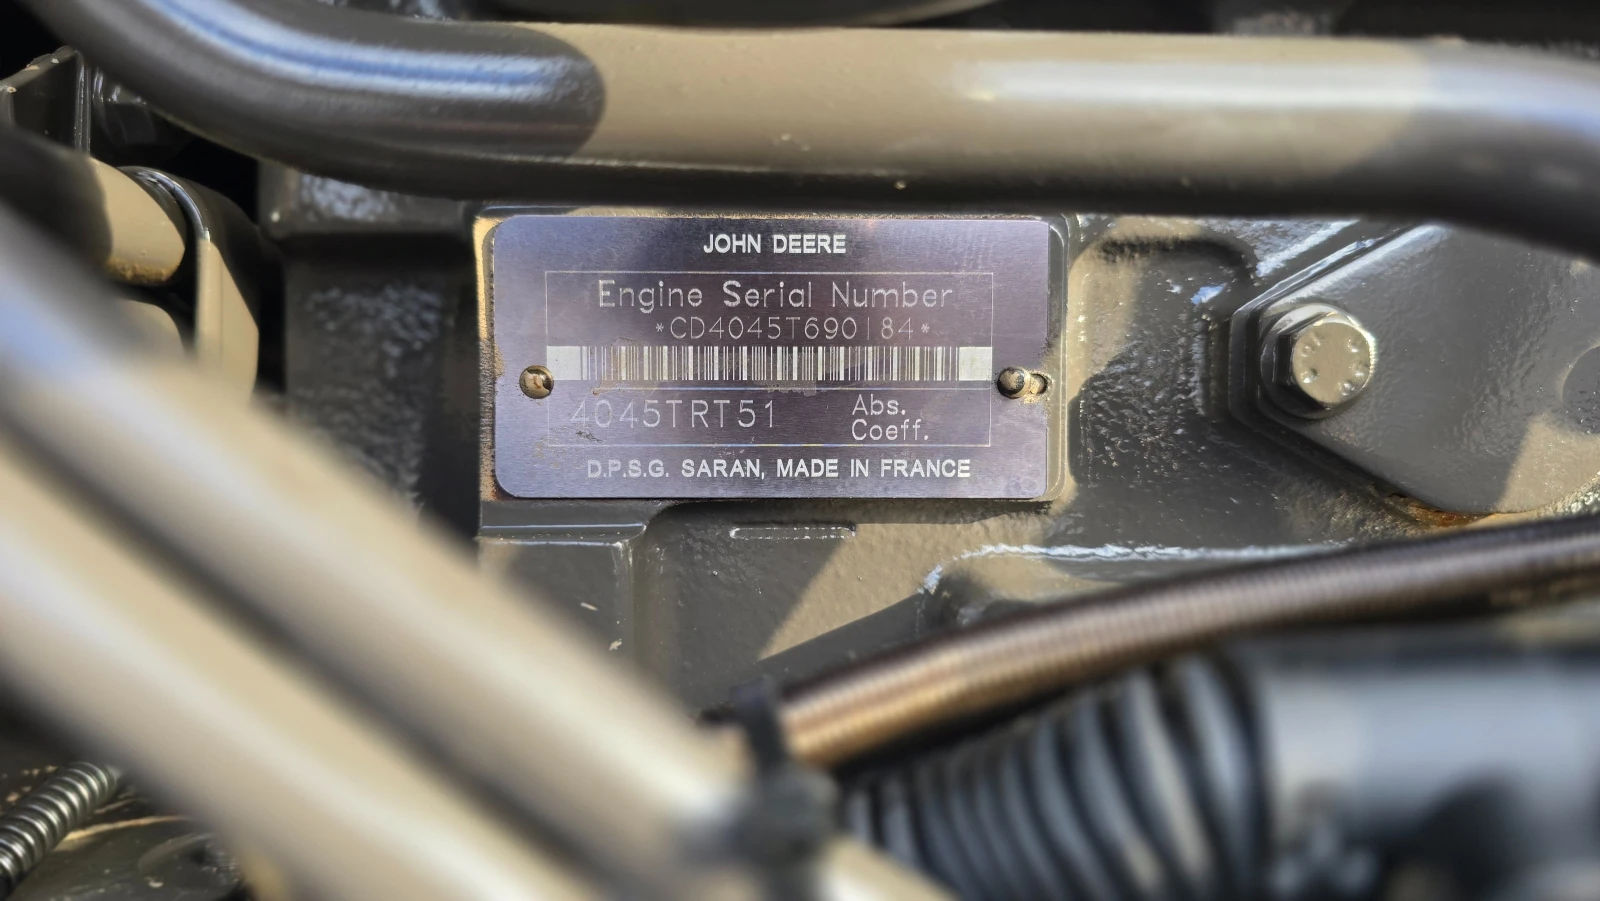 JOHN DEERE
Engine Serial Number
*CD4045T690184*
4045TRT51
Abs.
Coeff.
D.P.S.G. SARAN, MADE IN FRANCE